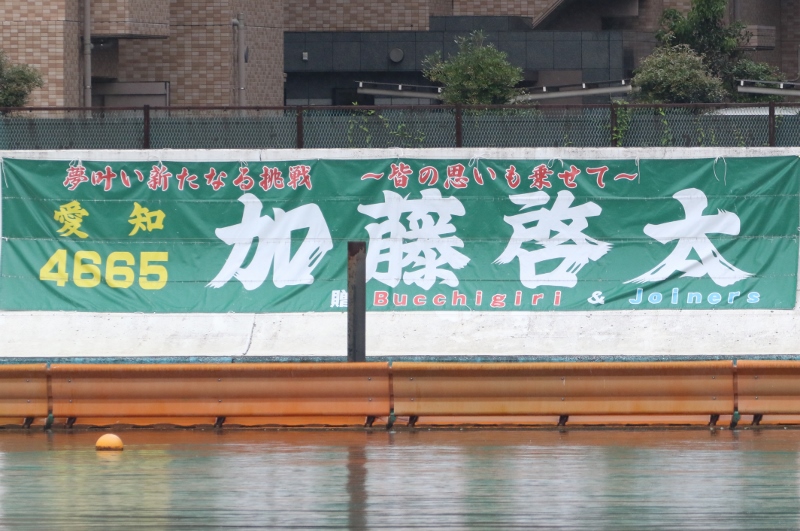 夢叶い新たなる挑戦 ～皆の思いも乗せて～
愛知
4665
加藤啓太
贈 Bucchigiri & Joiners